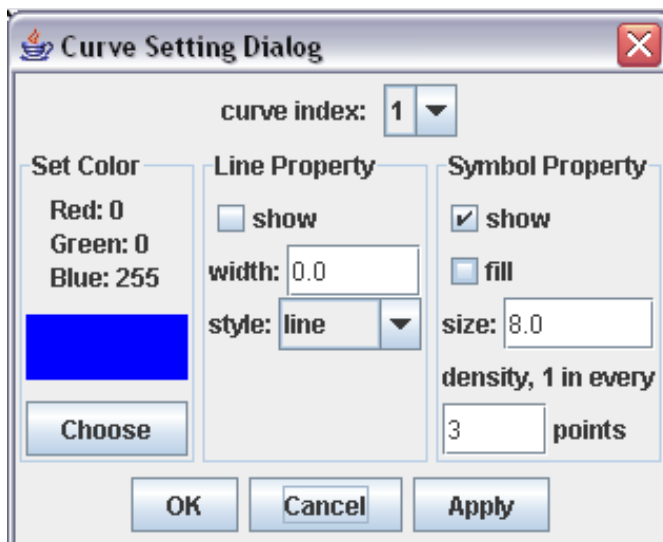 Curve Setting Dialog
curve index: 1
Set Color
Red: 0
Green: 0
Blue: 255
Choose
Line Property
show
width: 0.0
style: line
Symbol Property
show
fill
size: 8.0
density, 1 in every
3 points
OK Cancel Apply